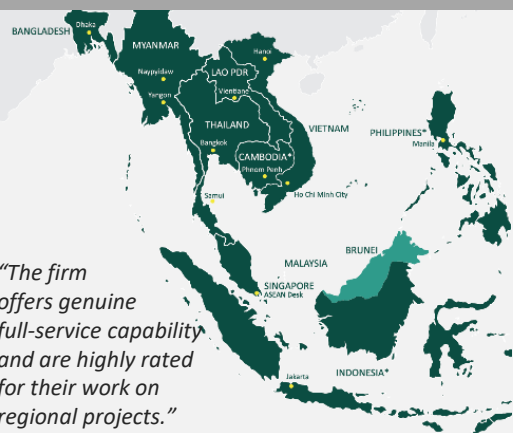 Dhaka
BANGLADESH
MYANMAR
Hanoi
LAO PDR
Naypyidaw
Vientiane
Yangon
THAILAND
VIETNAM
PHILIPPINES*
Manila
Bangkok
CAMBODIA*
Phnom Penh
Ho Chi Minh City
Samui
BRUNEI
MALAYSIA
SINGAPORE
ASEAN Desk
INDONESIA*
Jakarta
“The firm
offers genuine
full-service capability
and are highly rated
for their work on
regional projects.”